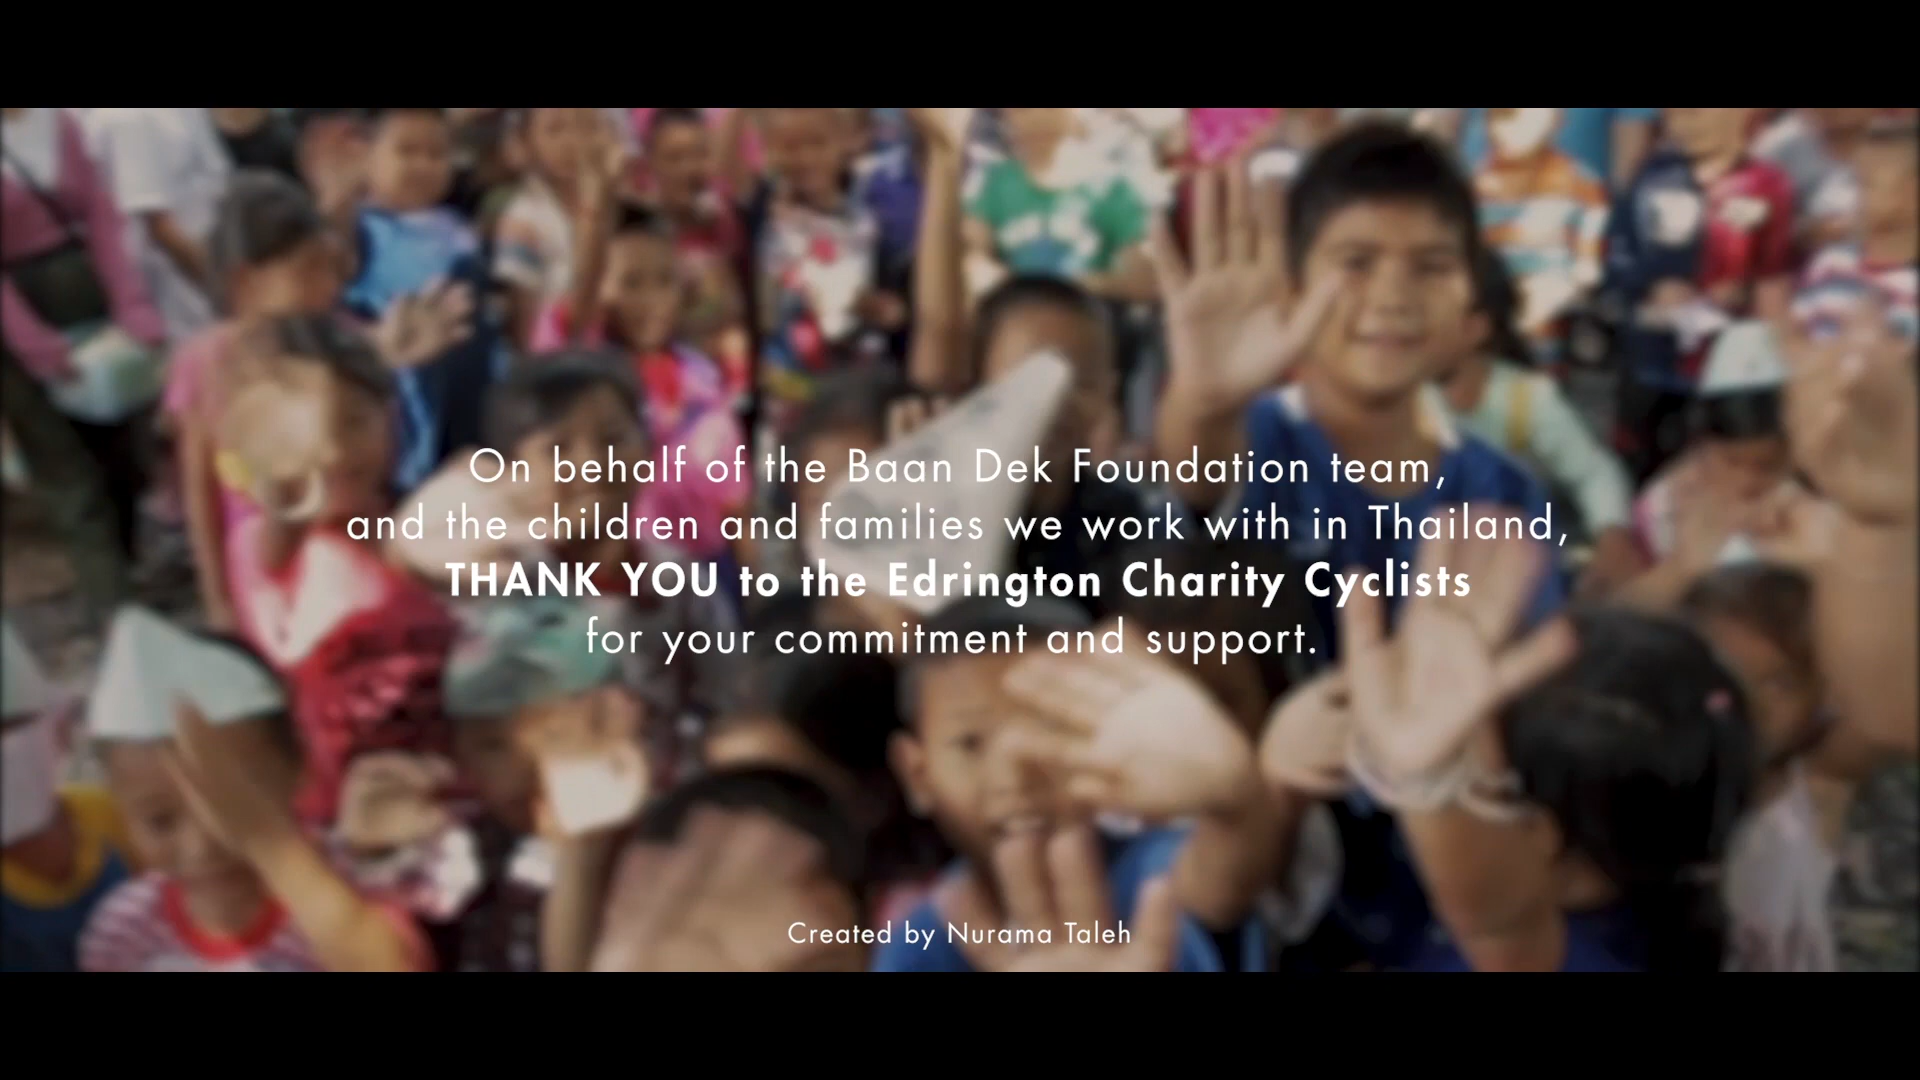 On behalf of the Baan Dek Foundation team,
and the children and families we work with in Thailand,
THANK YOU to the Edrington Charity Cyclists
for your commitment and support.
Created by Nurama Taleh